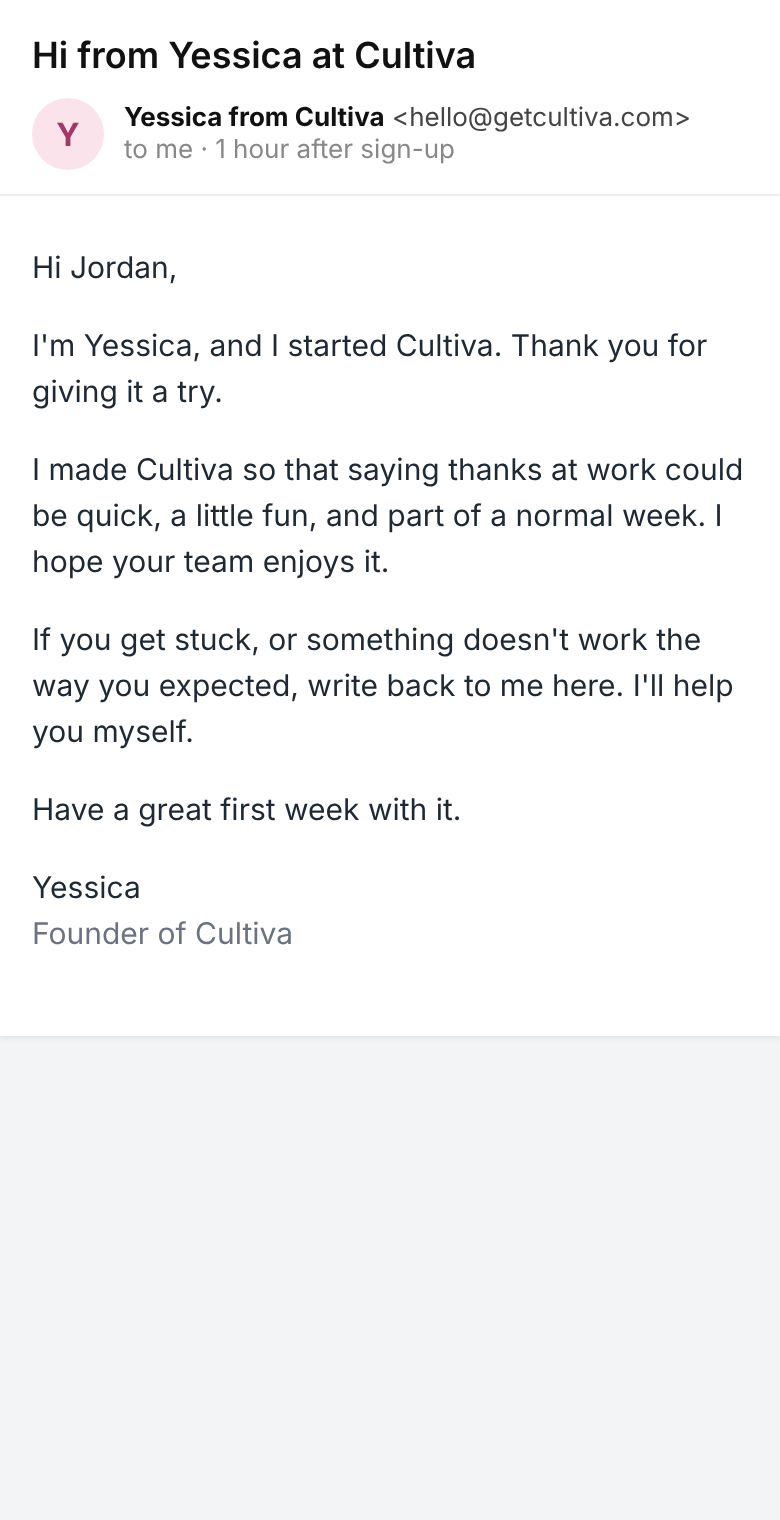 Hi from Yessica at Cultiva
Y
Yessica from Cultiva <hello@getcultiva.com>
to me · 1 hour after sign-up
Hi Jordan,
I'm Yessica, and I started Cultiva. Thank you for
giving it a try.
I made Cultiva so that saying thanks at work could
be quick, a little fun, and part of a normal week. I
hope your team enjoys it.
If you get stuck, or something doesn't work the
way you expected, write back to me here. I'll help
you myself.
Have a great first week with it.
Yessica
Founder of Cultiva